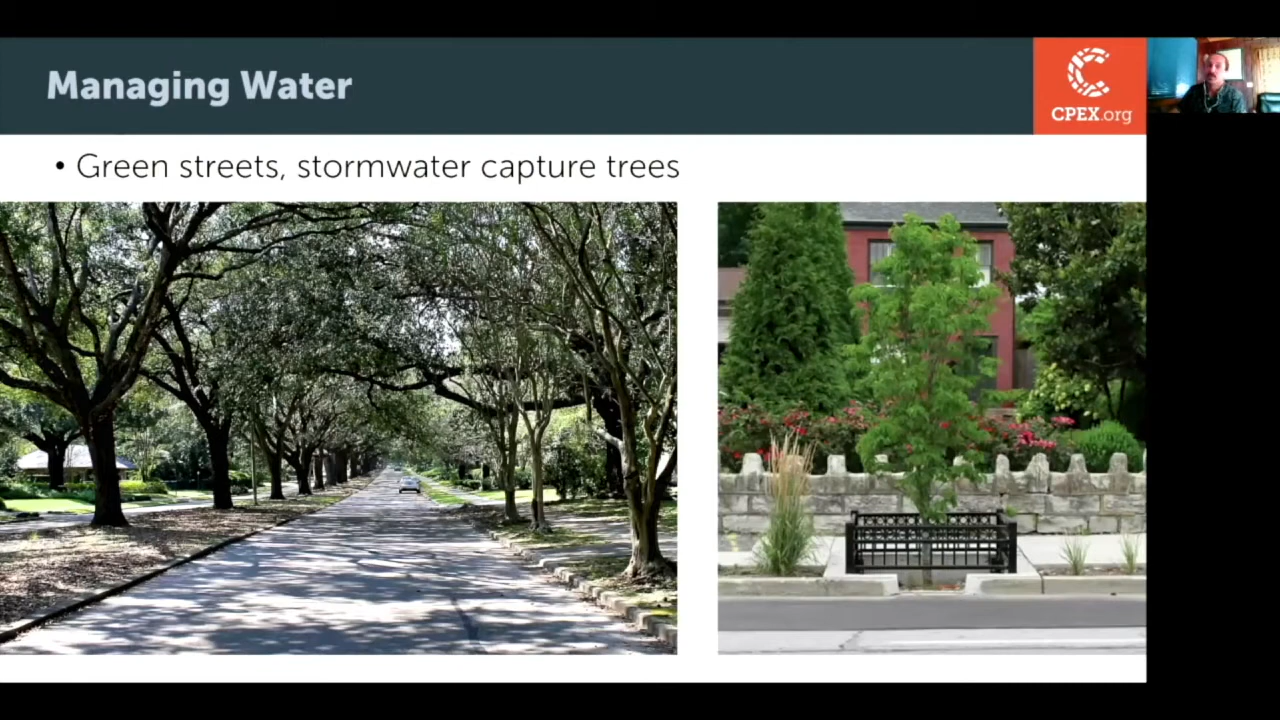 Managing Water
CPEX.org
• Green streets, stormwater capture trees